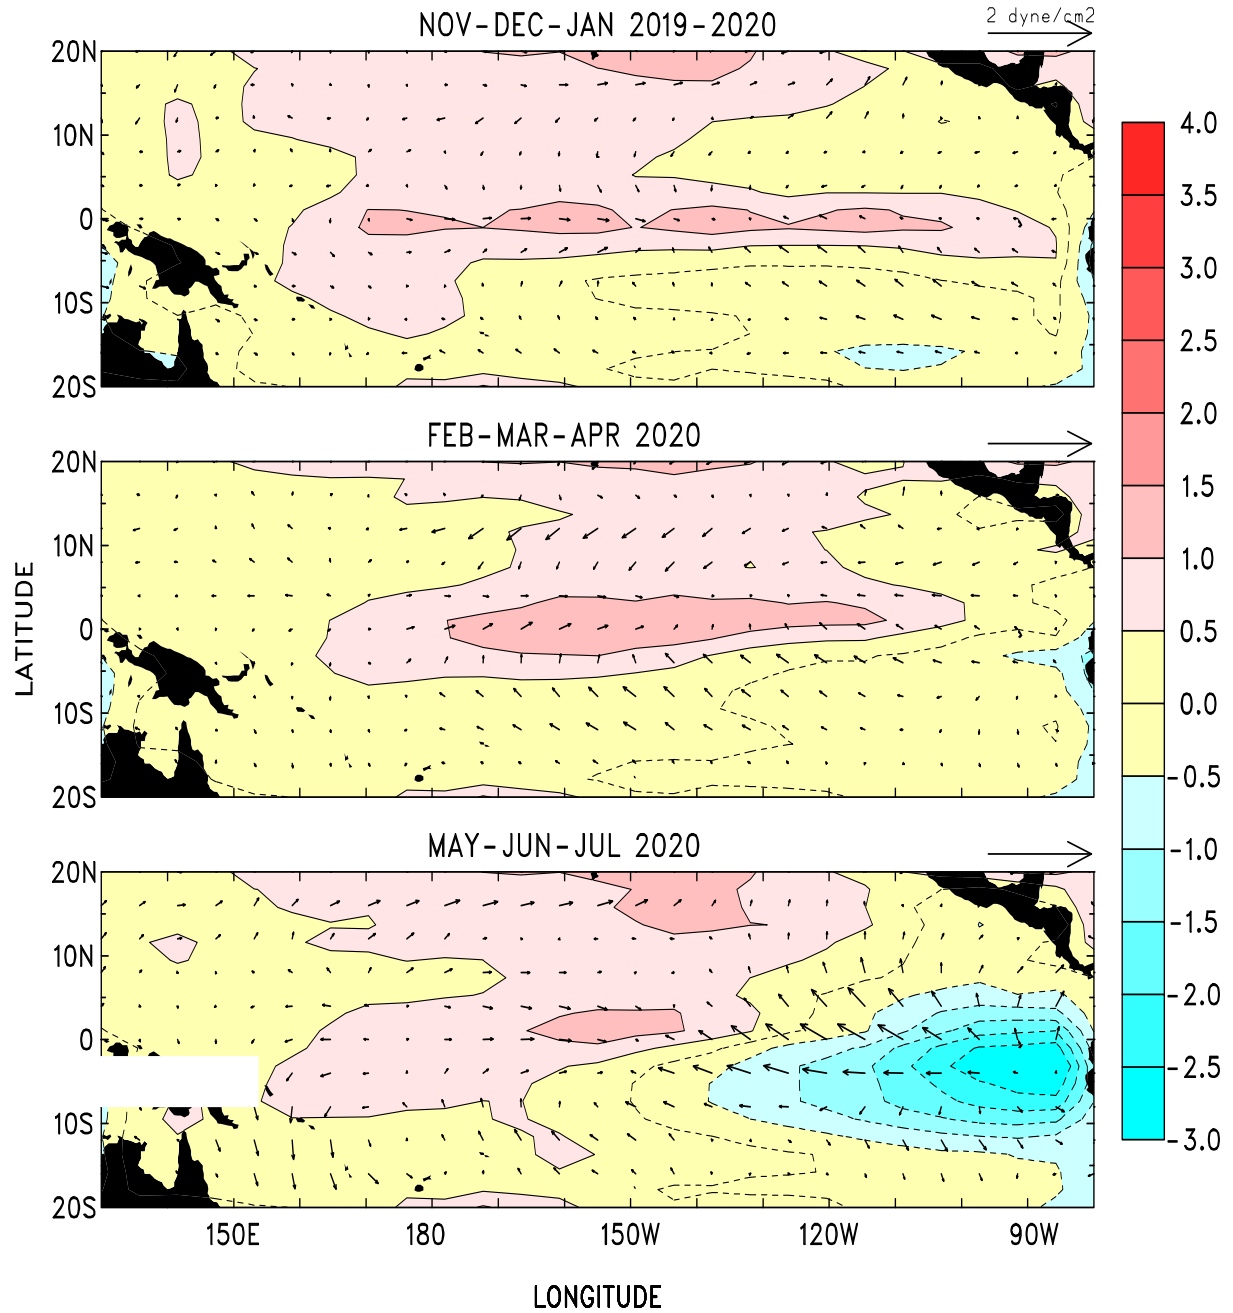 NOV-DEC-JAN 2019-2020
2 dyne/cm2
20N
10N
0
10S
20S
FEB-MAR-APR 2020
20N
10N
0
10S
20S
MAY-JUN-JUL 2020
20N
10N
0
10S
20S
LATITUDE
150E
180
150W
120W
90W
LONGITUDE
4.0
3.5
3.0
2.5
2.0
1.5
1.0
0.5
0.0
-0.5
-1.0
-1.5
-2.0
-2.5
-3.0